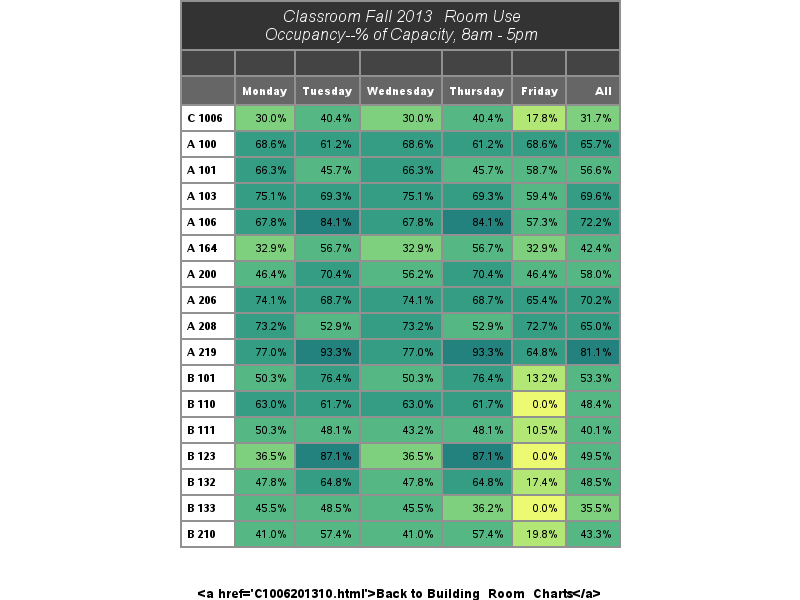 Classroom Fall 2013 Room Use
Occupancy--% of Capacity, 8am - 5pm
Monday Tuesday Wednesday Thursday Friday All
C 1006 30.0% 40.4% 30.0% 40.4% 17.8% 31.7%
A 100 68.6% 61.2% 68.6% 61.2% 68.6% 65.7%
A 101 66.3% 45.7% 66.3% 45.7% 58.7% 56.6%
A 103 75.1% 69.3% 75.1% 69.3% 59.4% 69.6%
A 106 67.8% 84.1% 67.8% 84.1% 57.3% 72.2%
A 164 32.9% 56.7% 32.9% 56.7% 32.9% 42.4%
A 200 46.4% 70.4% 56.2% 70.4% 46.4% 58.0%
A 206 74.1% 68.7% 74.1% 68.7% 65.4% 70.2%
A 208 73.2% 52.9% 73.2% 52.9% 72.7% 65.0%
A 219 77.0% 93.3% 77.0% 93.3% 64.8% 81.1%
B 101 50.3% 76.4% 50.3% 76.4% 13.2% 53.3%
B 110 63.0% 61.7% 63.0% 61.7% 0.0% 48.4%
B 111 50.3% 48.1% 43.2% 48.1% 10.5% 40.1%
B 123 36.5% 87.1% 36.5% 87.1% 0.0% 49.5%
B 132 47.8% 64.8% 47.8% 64.8% 17.4% 48.5%
B 133 45.5% 48.5% 45.5% 36.2% 0.0% 35.5%
B 210 41.0% 57.4% 41.0% 57.4% 19.8% 43.3%
<a href='C1006201310.html'>Back to Building Room Charts</a>